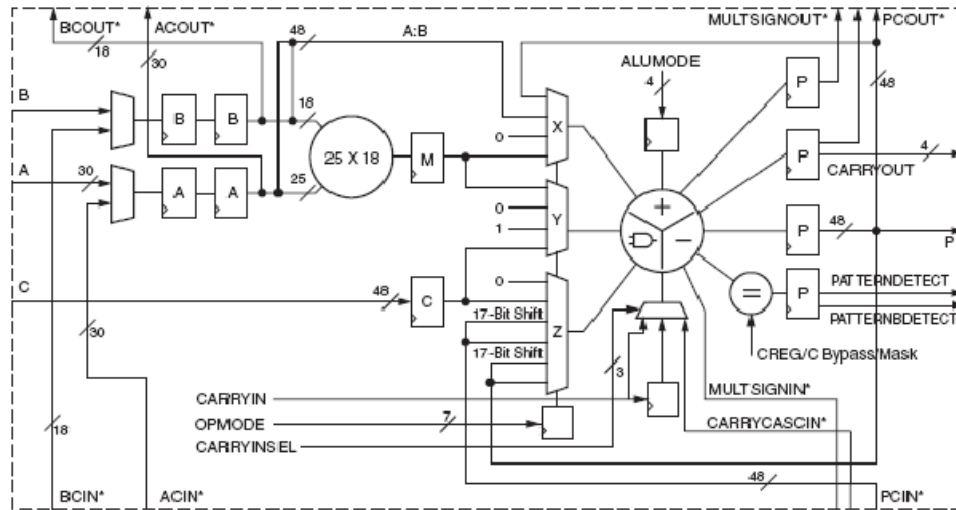 BCOUT*
ACOUT*
MULTSIGNOUT*
PCOUT*
18
30
48
A:B
ALUMODE
4
48
B
B
B
18
X
0
P
25 X 18
M
P
4
CARRYOUT
A
30
A
A
25
0
1
Y
+
−
P
48
P
C
48
C
0
17-Bit Shift
17-Bit Shift
Z
=
P
PATTERNDETECT
PATTERNBDETECT
CREG/C Bypass/Mask
30
3
CARRYIN
MULTSIGNIN*
OPMODE
7
CARRYCASCIN*
CARRYINSEL
18
48
BCIN*
ACIN*
PCIN*